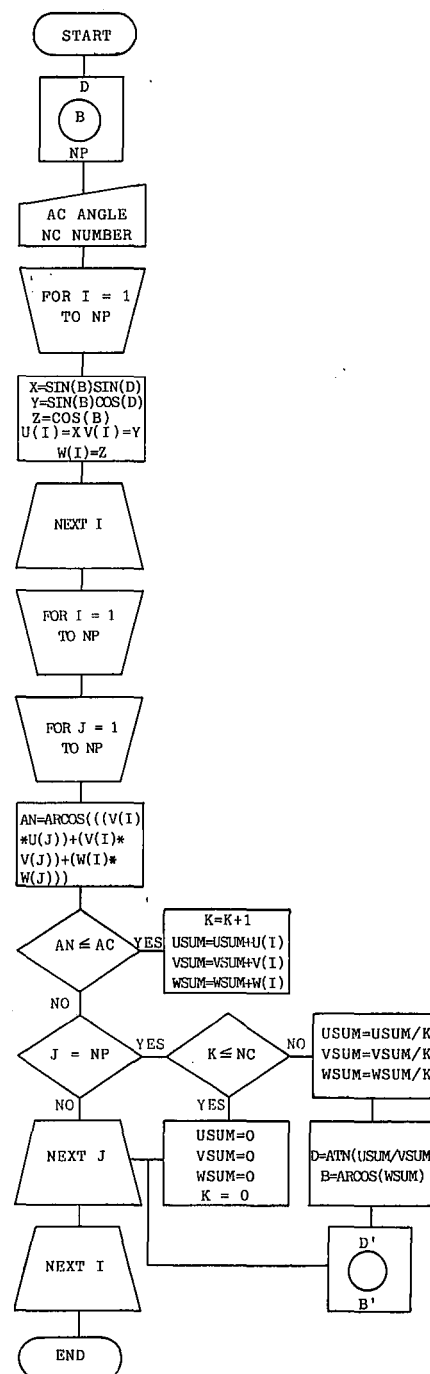 START
D
B
NP
AC ANGLE
NC NUMBER
FOR I = 1
TO NP
X=SIN(B)SIN(D)
Y=SIN(B)COS(D)
Z=COS(B)
U(I)=X V(I)=Y
W(I)=Z
NEXT I
FOR I = 1
TO NP
FOR J = 1
TO NP
AN=ARCOS(((V(I)
*U(J))+(V(I)*
V(J))+(W(I)*
W(J)))
AN ≤ AC
YES
K=K+1
USUM=USUM+U(I)
VSUM=VSUM+V(I)
WSUM=WSUM+W(I)
NO
J = NP
YES
K ≤ NC
NO
USUM=USUM/K
VSUM=VSUM/K
WSUM=WSUM/K
NO
YES
NEXT J
USUM=0
VSUM=0
WSUM=0
K = 0
D=ATN(USUM/VSUM
B=ARCOS(WSUM)
NEXT I
D'
B'
END